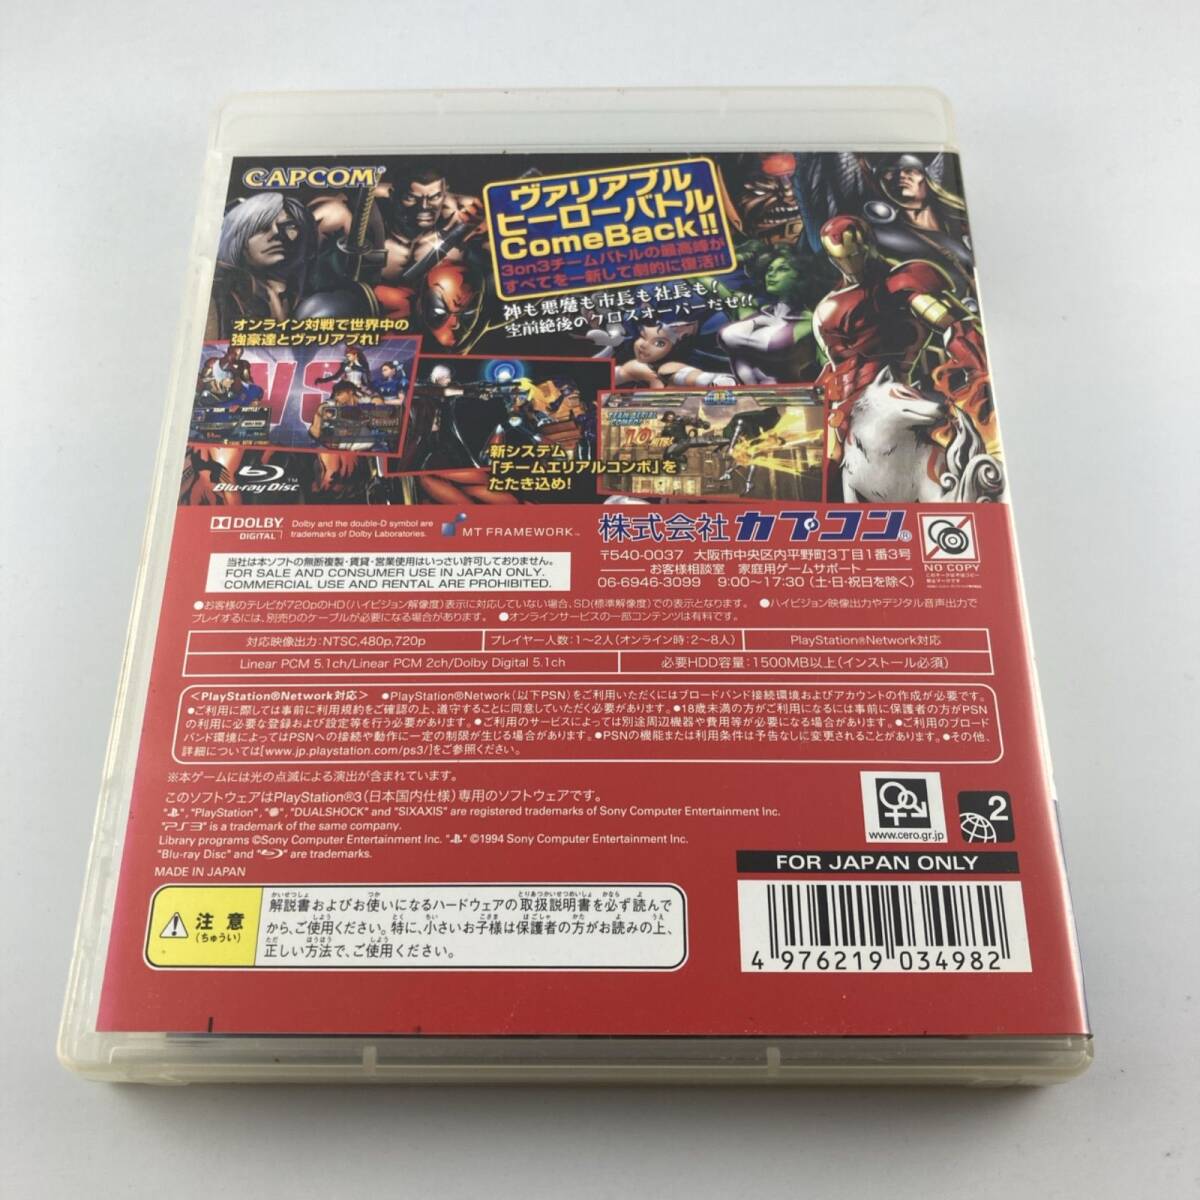 CAPCOM
ヴァリアブル
ヒーローバトル
ComeBack!!
3on3チームバトルの最高峰が
すべてを一新して劇的に復活!!
神も悪魔も市長も社長も!
空前絶後のクロスオーバーだぜ!!
オンライン対戦で世界中の
強豪達とヴァリアブれ!
VS
TEAM AERIAL
新システム
「チームエリアルコンボ」を
たたき込め!
Blu-ray Disc
DOLBY
DIGITAL
Dolby and the double-D symbol are
trademarks of Dolby Laboratories.
MT FRAMEWORK
株式会社 カプコン
〒540-0037 大阪市中央区内平野町3丁目1番3号
お客様相談室 家庭用ゲームサポート
06-6946-3099 9:00〜17:30(土・日・祝日を除く)
NO COPY
当社は本ソフトの無断複製・賃貸・営業使用はいっさい許可しておりません。
FOR SALE AND CONSUMER USE IN JAPAN ONLY.
COMMERCIAL USE AND RENTAL ARE PROHIBITED.
●お客様のテレビが720pのHD(ハイビジョン解像度)表示に対応していない場合、SD(標準解像度)での表示となります。 ●ハイビジョン映像出力やデジタル音声出力で
プレイするには、別売りのケーブルが必要になる場合があります。 ●オンラインサービスの一部コンテンツは有料です。
対応映像出力:NTSC,480p,720p
プレイヤー人数:1〜2人(オンライン時:2〜8人)
PlayStation®Network対応
Linear PCM 5.1ch/Linear PCM 2ch/Dolby Digital 5.1ch
必要HDD容量:1500MB以上(インストール必須)
<PlayStation®Network対応> ●PlayStation®Network(以下PSN)をご利用いただくにはブロードバンド接続環境およびアカウントの作成が必要です。
●ご利用に際しては事前に利用規約をご確認の上、遵守することに同意していただく必要があります。●18歳未満の方がご利用になるには事前に保護者の方がPSN
の利用に必要な登録および設定等を行う必要があります。●ご利用のサービスによっては別途周辺機器や費用等が必要になる場合があります。●ご利用のブロード
バンド環境によってはPSNへの接続や動作に一定の制限が生じる場合があります。●PSNの機能または利用条件は予告なしに変更されることがあります。●その他、
詳細については[www.jp.playstation.com/ps3/]をご参照ください。
※本ゲームには光の点滅による演出が含まれています。
このソフトウェアはPlayStation®3(日本国内仕様)専用のソフトウェアです。
"PlayStation", "DUALSHOCK" and "SIXAXIS" are registered trademarks of Sony Computer Entertainment Inc.
"PS3" is a trademark of the same company.
Library programs ©Sony Computer Entertainment Inc. ©1994 Sony Computer Entertainment Inc.
"Blu-ray Disc" and are trademarks.
MADE IN JAPAN
www.cero.gr.jp
2
FOR JAPAN ONLY
注意
(ちゅうい)
解説書およびお使いになるハードウェアの取扱説明書を必ず読んで
から、ご使用ください。特に、小さいお子様は保護者の方がお読みの上、
正しい方法で、ご使用ください。
4 976219 034982